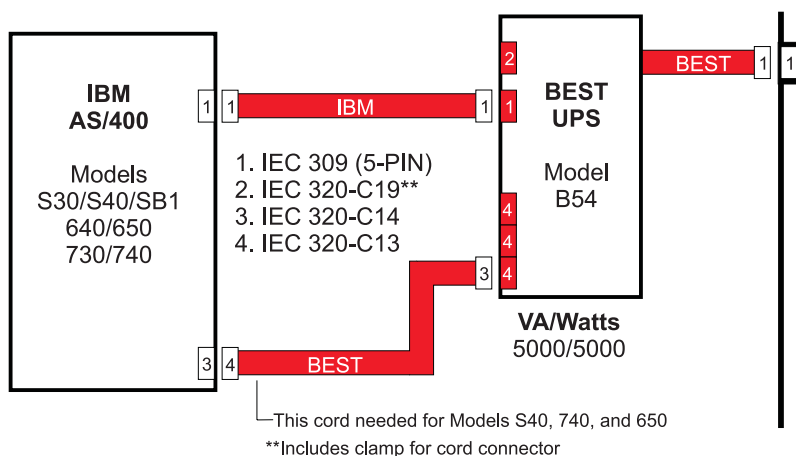 IBM
AS/400
Models
S30/S40/SB1
640/650
730/740
1
1
IBM
1
1
3
4
BEST
3
1. IEC 309 (5-PIN)
2. IEC 320-C19**
3. IEC 320-C14
4. IEC 320-C13
2
4
4
4
BEST
UPS
Model
B54
VA/Watts
5000/5000
BEST
1
1
This cord needed for Models S40, 740, and 650
**Includes clamp for cord connector